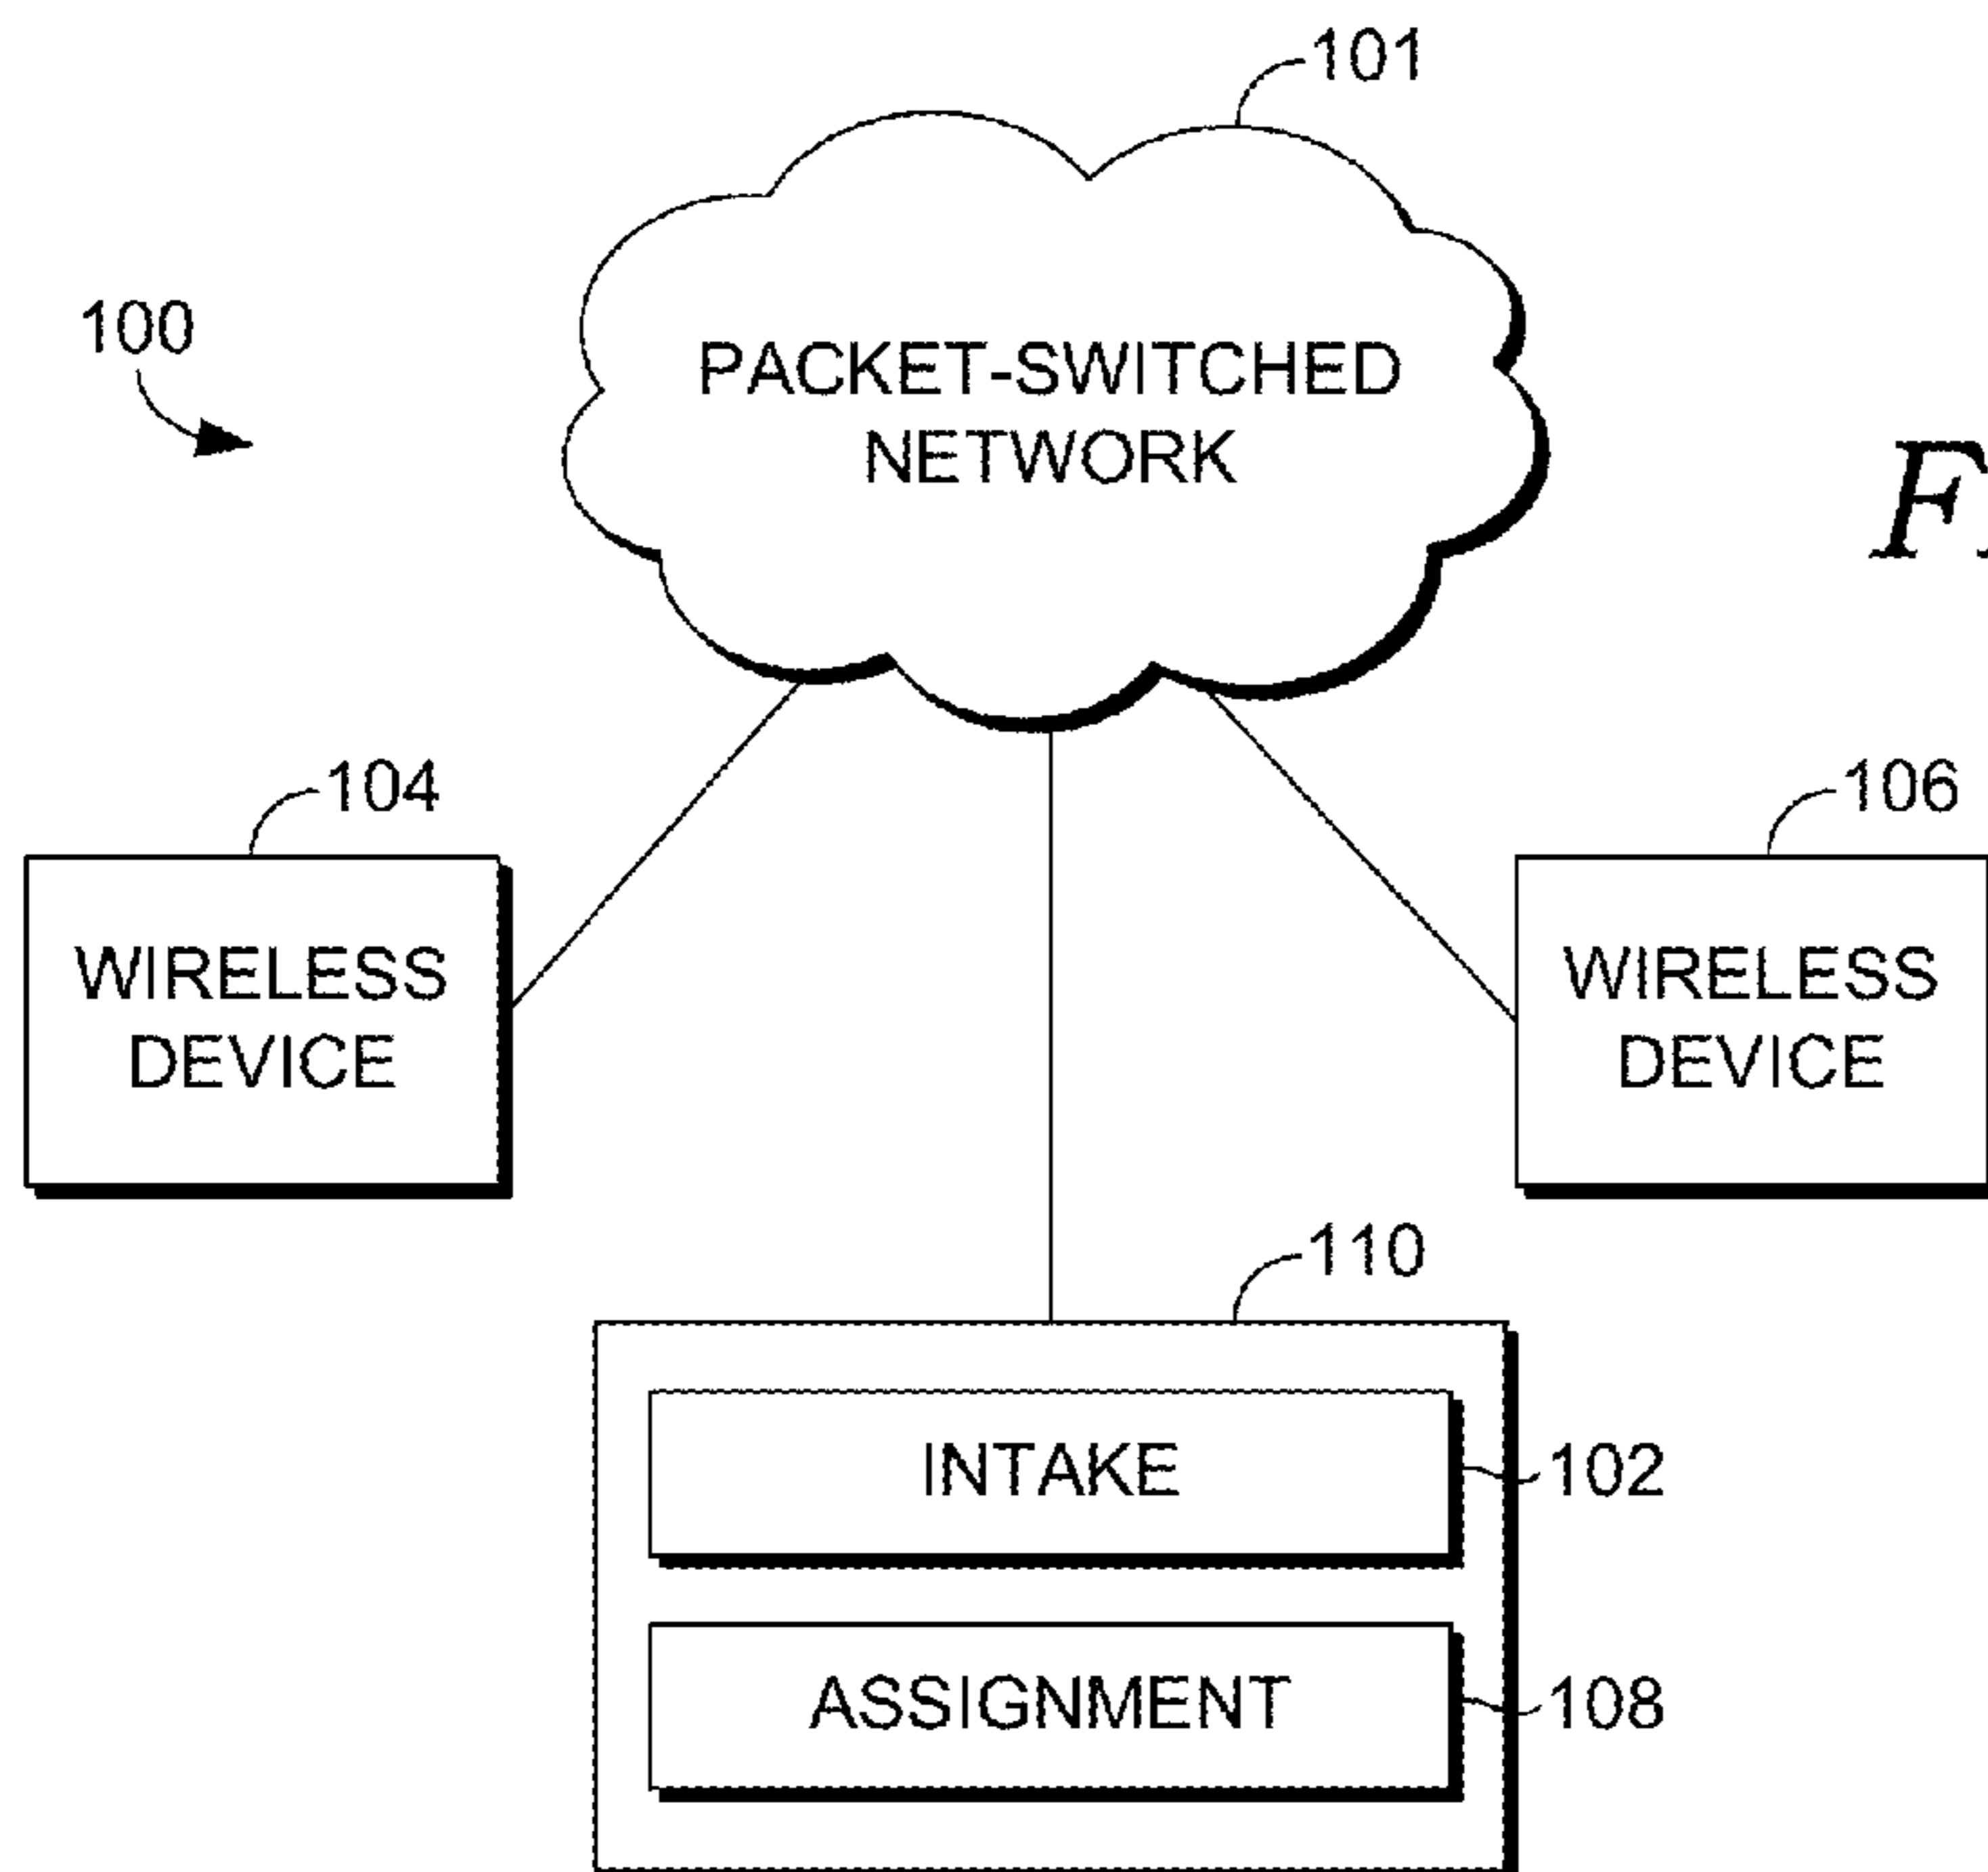 101
100
PACKET-SWITCHED
NETWORK
104
106
WIRELESS
DEVICE
WIRELESS
DEVICE
110
INTAKE
102
ASSIGNMENT
108